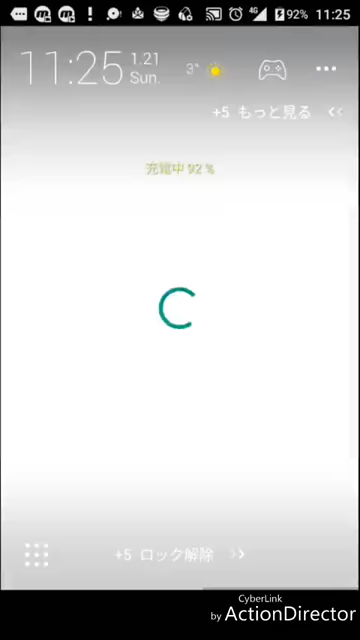 4G 92% 11:25
11:25 1.21 Sun. 3°
+5 もっと見る
充電中 92 %
+5 ロック解除
CyberLink
by ActionDirector